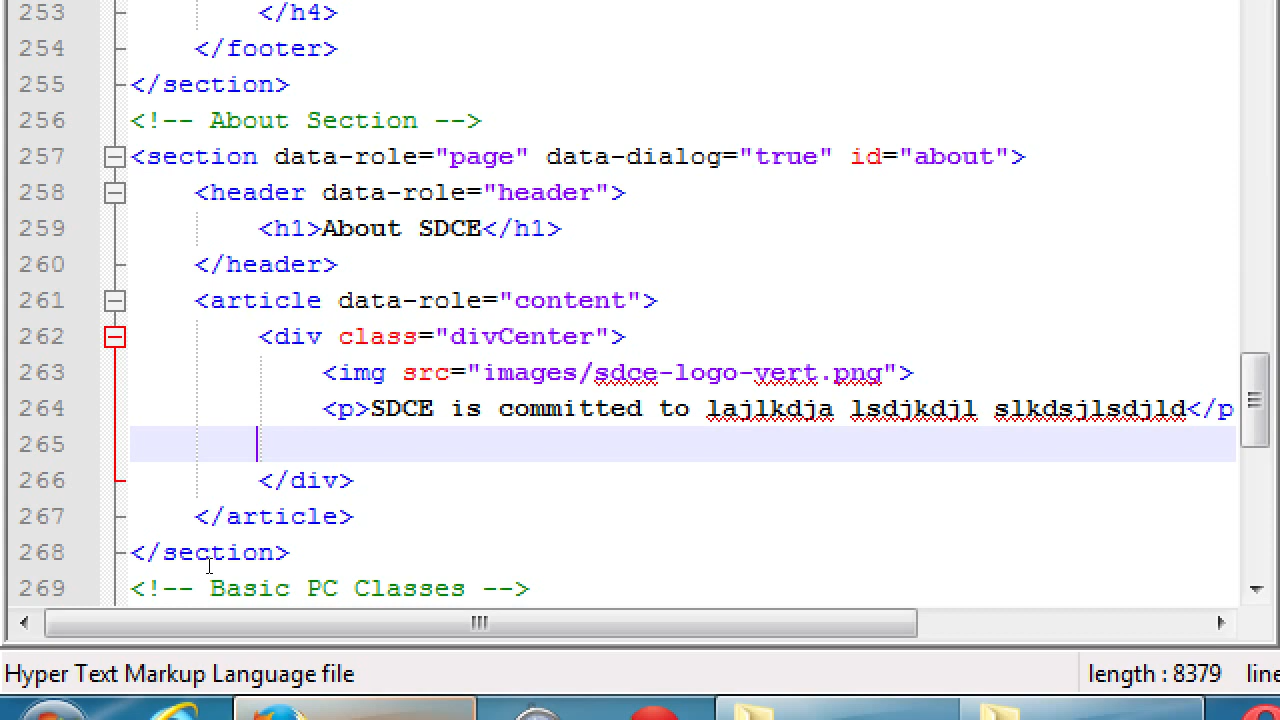 253 </h4>
254 </footer>
255 </section>
256 <!-- About Section -->
257 <section data-role="page" data-dialog="true" id="about">
258 <header data-role="header">
259 <h1>About SDCE</h1>
260 </header>
261 <article data-role="content">
262 <div class="divCenter">
263 <img src="images/sdce-logo-vert.png">
264 <p>SDCE is committed to lajlkdja lsdjkdjl slkdsjlsdjld</p
265
266 </div>
267 </article>
268 </section>
269 <!-- Basic PC Classes -->
Hyper Text Markup Language file length : 8379 line